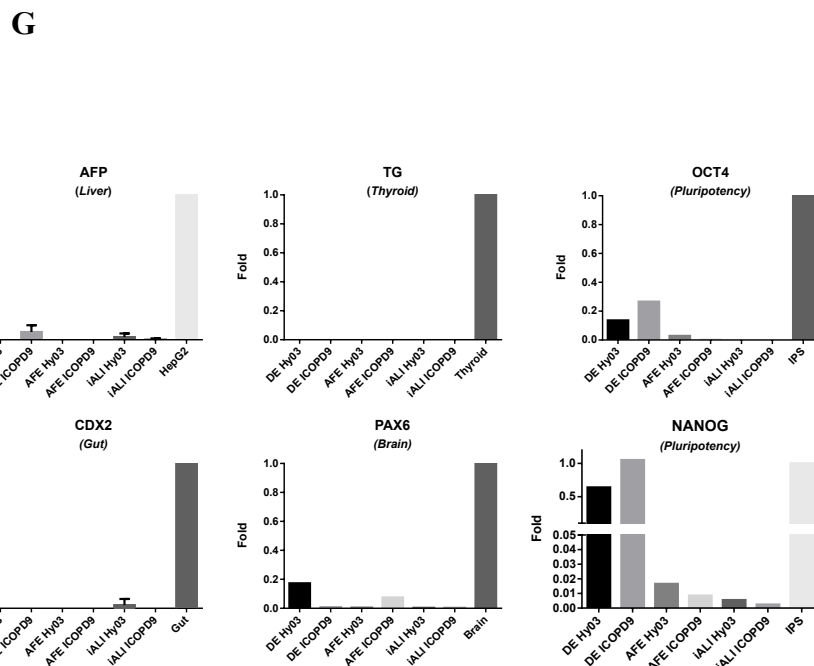 G
AFP
(Liver)
ICOPD9
AFE Hy03
AFE ICOPD9
iALI Hy03
iALI ICOPD9
HepG2
TG
(Thyroid)
Fold
1.0
0.8
0.6
0.4
0.2
0.0
DE Hy03
DE ICOPD9
AFE Hy03
AFE ICOPD9
iALI Hy03
iALI ICOPD9
Thyroid
OCT4
(Pluripotency)
Fold
1.0
0.8
0.6
0.4
0.2
0.0
DE Hy03
DE ICOPD9
AFE Hy03
AFE ICOPD9
iALI Hy03
iALI ICOPD9
IPS
CDX2
(Gut)
ICOPD9
AFE Hy03
AFE ICOPD9
iALI Hy03
iALI ICOPD9
Gut
PAX6
(Brain)
Fold
1.0
0.8
0.6
0.4
0.2
0.0
DE Hy03
DE ICOPD9
AFE Hy03
AFE ICOPD9
iALI Hy03
iALI ICOPD9
Brain
NANOG
(Pluripotency)
Fold
1.0
0.5
0.05
0.04
0.03
0.02
0.01
0.00
DE Hy03
DE ICOPD9
AFE Hy03
AFE ICOPD9
iALI Hy03
iALI ICOPD9
IPS